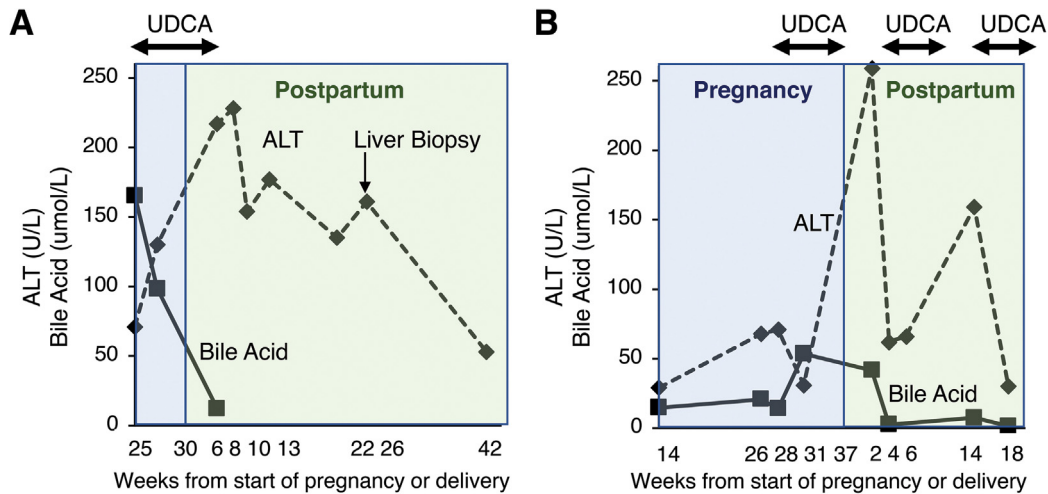 A
UDCA
250
200
150
100
50
0
ALT (U/L)
Bile Acid (umol/L)
Postpartum
ALT
Liver Biopsy
Bile Acid
25 30 6 8 10 13 22 26 42
Weeks from start of pregnancy or delivery
B
UDCA UDCA UDCA
250
200
150
100
50
0
ALT (U/L)
Bile Acid (umol/L)
Pregnancy
Postpartum
ALT
Bile Acid
14 26 28 31 37 2 4 6 14 18
Weeks from start of pregnancy or delivery